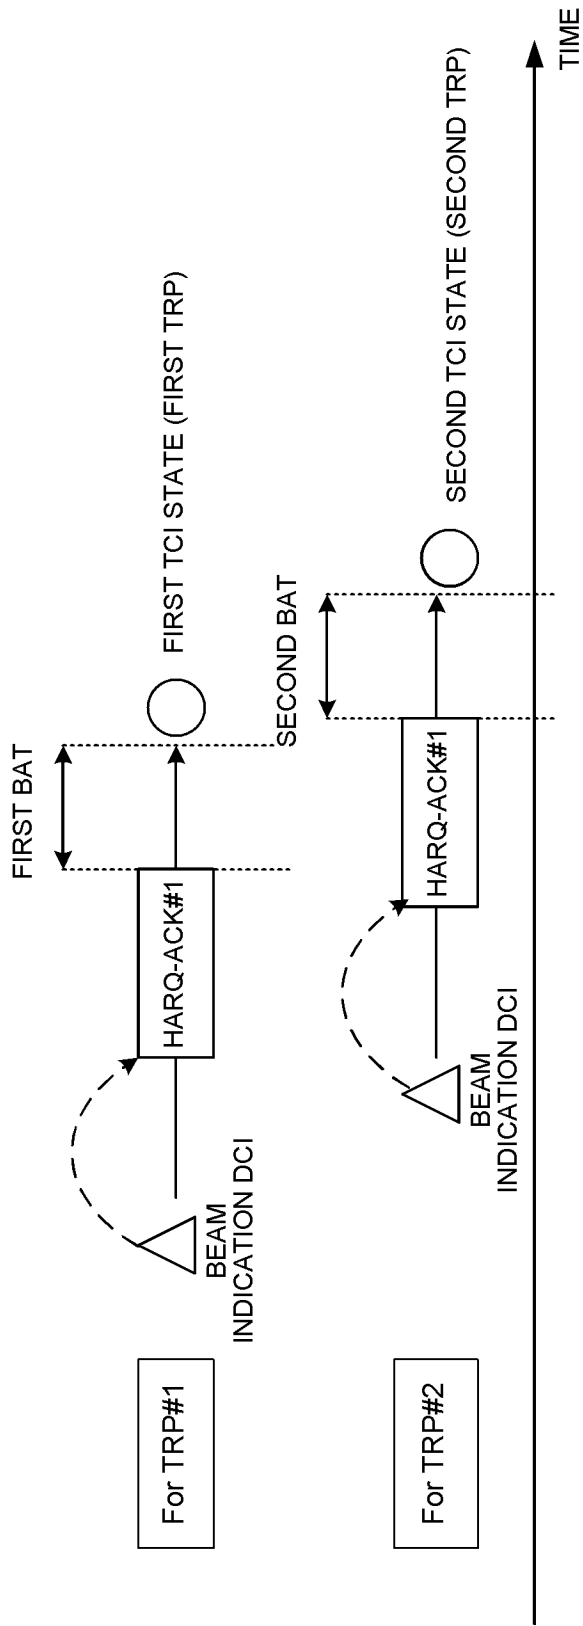 For TRP#1
BEAM
INDICATION DCI
HARQ-ACK#1
FIRST BAT
FIRST TCI STATE (FIRST TRP)
For TRP#2
BEAM
INDICATION DCI
HARQ-ACK#1
SECOND BAT
SECOND TCI STATE (SECOND TRP)
TIME